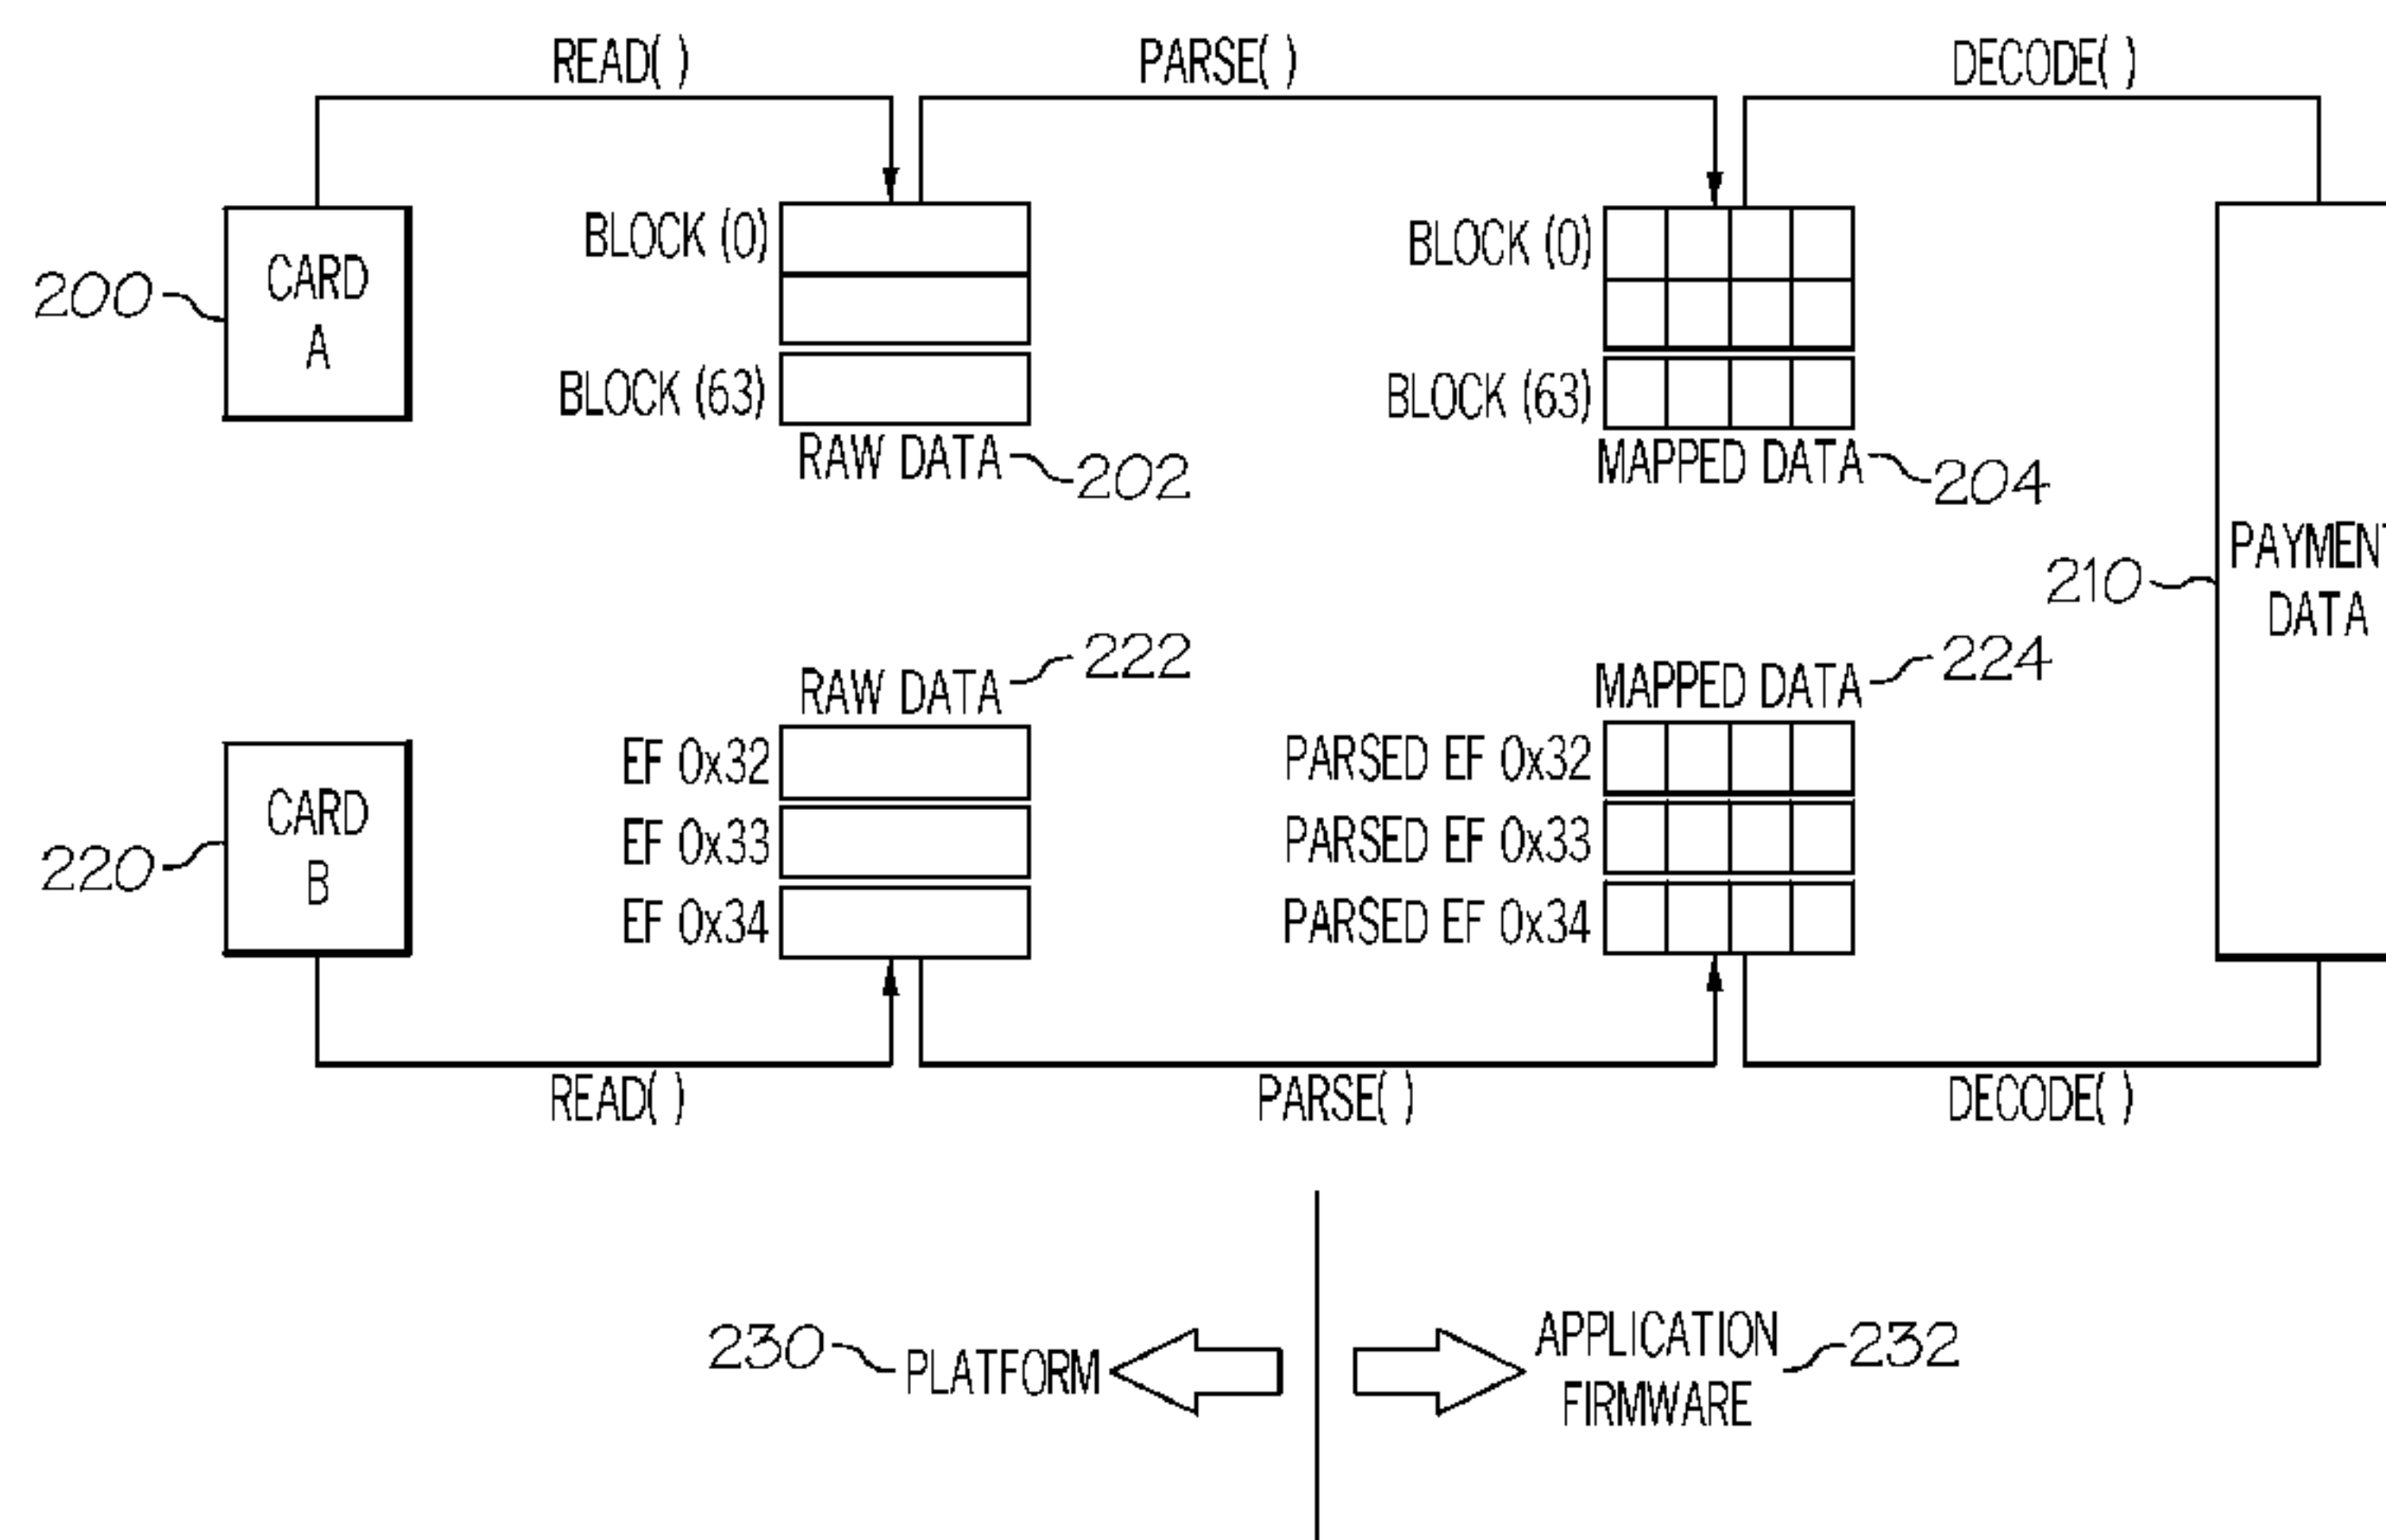 READ( ) PARSE( ) DECODE( )
BLOCK (0) BLOCK (0)
200 CARD
A
BLOCK (63) BLOCK (63)
RAW DATA 202 MAPPED DATA 204
210 PAYMENT
DATA
RAW DATA 222 MAPPED DATA 224
EF 0x32 PARSED EF 0x32
220 CARD
B
EF 0x33 PARSED EF 0x33
EF 0x34 PARSED EF 0x34
READ( ) PARSE( ) DECODE( )
230 PLATFORM
APPLICATION
FIRMWARE 232